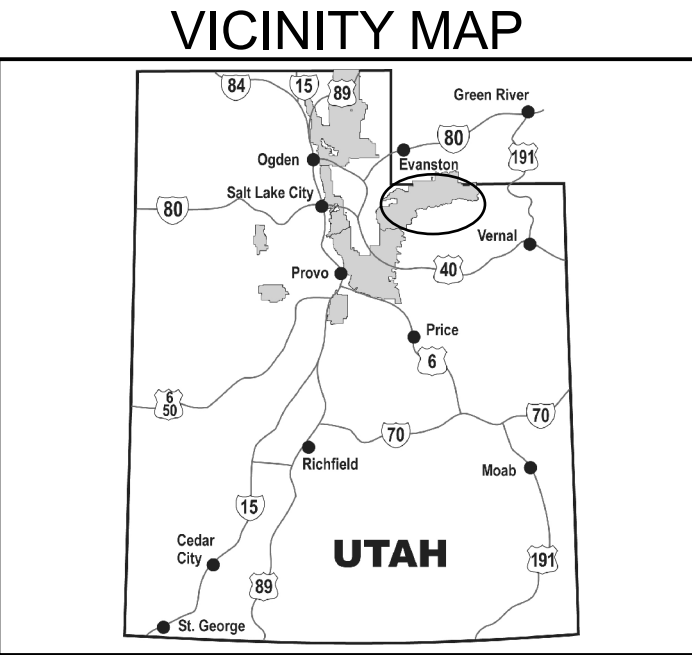 VICINITY MAP
84
15
89
Green River
80
191
Ogden
Evanston
Salt Lake City
80
Vernal
Provo
40
Price
6
6
50
70
70
Richfield
Moab
15
Cedar
City
UTAH
191
89
St. George